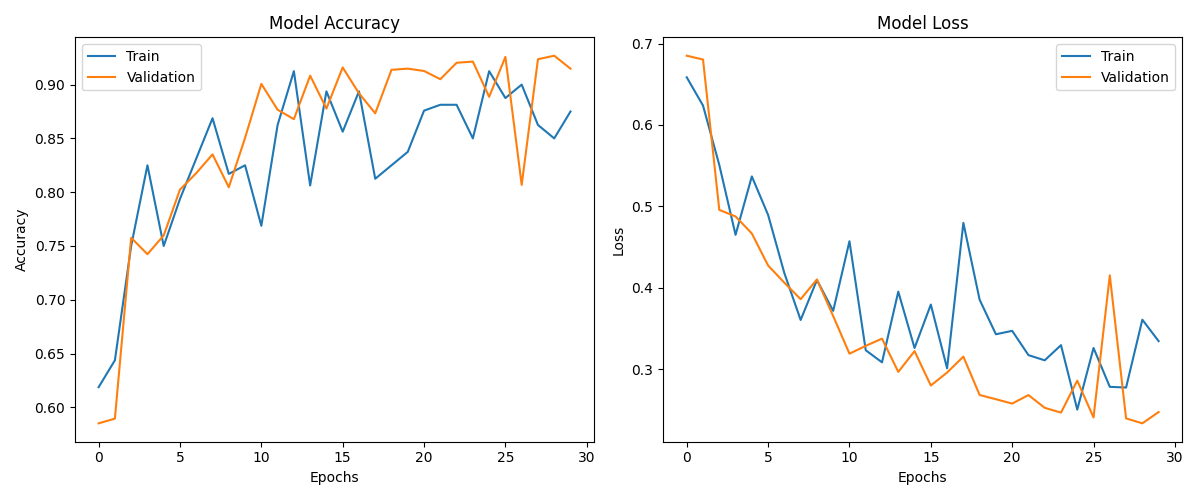 Model Accuracy
Train
Validation
Accuracy
0.90
0.85
0.80
0.75
0.70
0.65
0.60
0 5 10 15 20 25 30
Epochs
Model Loss
Train
Validation
Loss
0.7
0.6
0.5
0.4
0.3
0 5 10 15 20 25 30
Epochs